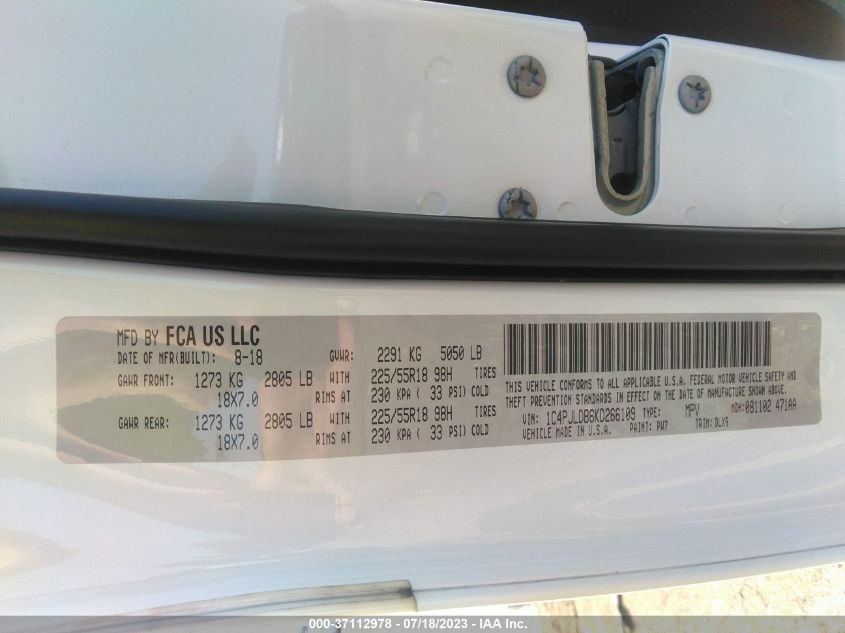 MFD BY FCA US LLC
DATE OF MFR(BUILT): 8-18 GVWR: 2291 KG 5050 LB
GAWR FRONT: 1273 KG 2805 LB WITH 225/55R18 98H TIRES
18X7.0 RIMS AT 230 KPA ( 33 PSI) COLD
GAWR REAR: 1273 KG 2805 LB WITH 225/55R18 98H TIRES
18X7.0 RIMS AT 230 KPA ( 33 PSI) COLD
THIS VEHICLE CONFORMS TO ALL APPLICABLE U.S.A. FEDERAL MOTOR VEHICLE SAFETY AND
THEFT PREVENTION STANDARDS IN EFFECT ON THE DATE OF MANUFACTURE SHOWN ABOVE.
VIN: 1C4PJLDB6KD266109 TYPE: MPV MDH:081102 471AA
VEHICLE MADE IN U.S.A. PAINT: PW7 TRIM: DLX9
000-37112978 - 07/18/2023 - IAA Inc.